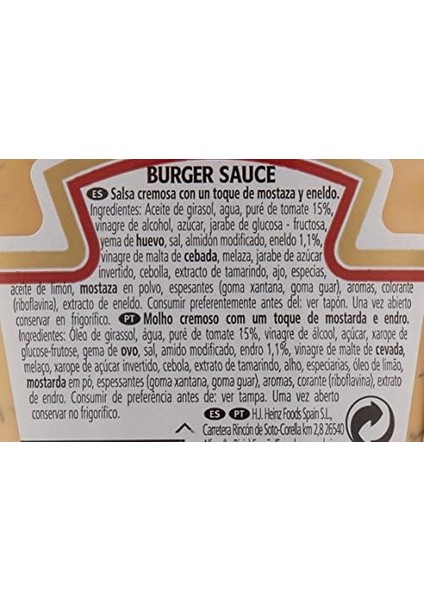 BURGER SAUCE
ES Salsa cremosa con un toque de mostaza y eneldo.
Ingredientes: Aceite de girasol, agua, puré de tomate 15%,
vinagre de alcohol, azúcar, jarabe de glucosa - fructosa,
yema de huevo, sal, almidón modificado, eneldo 1,1%,
vinagre de malta de cebada, melaza, jarabe de azúcar
invertido, cebolla, extracto de tamarindo, ajo, especias,
aceite de limón, mostaza en polvo, espesantes (goma xantana, goma guar), aromas, colorante
(riboflavina), extracto de eneldo. Consumir preferentemente antes del: ver tapón. Una vez abierto
conservar en frigorífico. PT Molho cremoso com um toque de mostarda e endro.
Ingredientes: Óleo de girassol, água, puré de tomate 15%, vinagre de álcool, açúcar, xarope de
glucose-frutose, gema de ovo, sal, amido modificado, endro 1,1%, vinagre de malte de cevada,
melaço, xarope de açúcar invertido, cebola, extrato de tamarindo, alho, especiarias, óleo de limão,
mostarda em pó, espessantes (goma xantana, goma guar), aromas, corante (riboflavina), extrato
de endro. Consumir de preferência antes de: ver tampa. Uma vez aberto
conservar no frigorífico.
ES PT H.J. Heinz Foods Spain S.L.,
Carretera Rincón de Soto-Corella km 2,8 26540